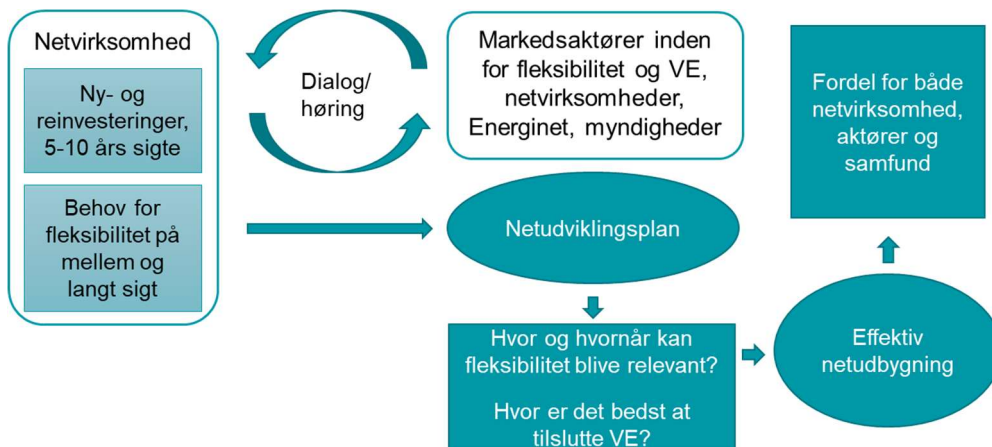 Netvirksomhed
Ny- og
reinvesteringer,
5-10 års sigte
Behov for
fleksibilitet på
mellem og
langt sigt
Dialog/
høring
Markedsaktører inden
for fleksibilitet og VE,
netvirksomheder,
Energinet, myndigheder
Netudviklingsplan
Hvor og hvornår kan
fleksibilitet blive relevant?
Hvor er det bedst at
tilslutte VE?
Effektiv
netudbygning
Fordel for både
netvirksomhed,
aktører og
samfund